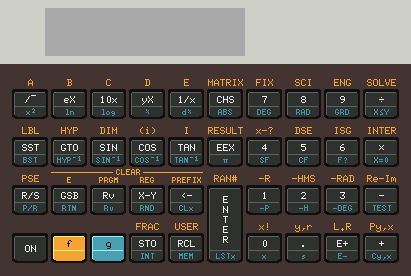 A B C D E MATRIX FIX SCI ENG SOLVE
√‾ eX 10x yX 1/x CHS 7 8 9 ÷
x² ln log % d% ABS DEG RAD GRD X≤Y
LBL HYP DIM (i) I RESULT x-? DSE ISG INTER
SST GTO SIN COS TAN EEX 4 5 6 X
BST HYP⁻¹ SIN⁻¹ COS⁻¹ TAN⁻¹ π SF CF F? X=0
CLEAR
PSE Σ PRGM REG PREFIX RAN# -R -HMS -RAD Re-Im
R/S GSB Rv X-Y <- 1 2 3 -
P/R RTN Rv RND CLx -P -H -DEG TEST
ENTER
FRAC USER x! y,r L.R Py,x
ON f g STO RCL 0 . Σ+ +
INT MEM LSTx x̄ s Σ- Cy,x